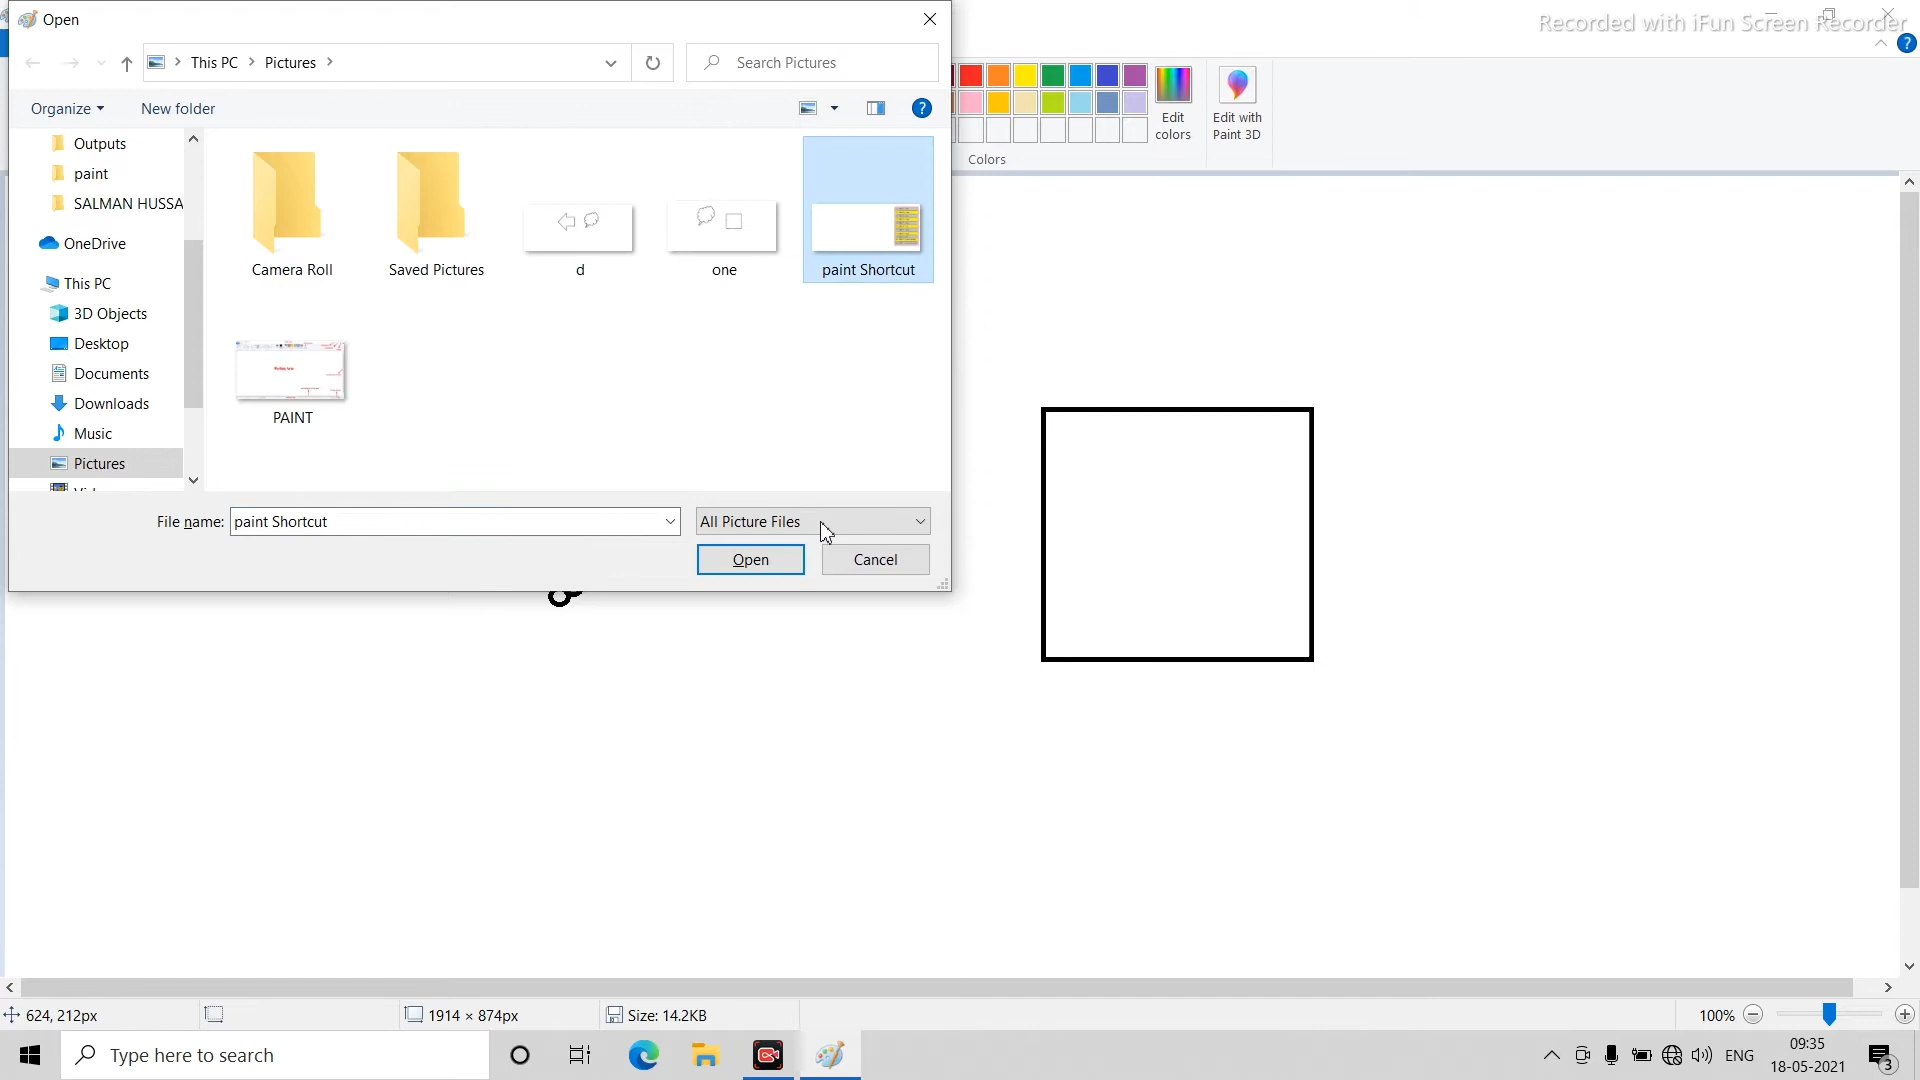 Open
Recorded with iFun Screen Recorder
This PC
Pictures
Search Pictures
Organize
New folder
Outputs
paint
SALMAN HUSSA
OneDrive
This PC
3D Objects
Desktop
Documents
Downloads
Music
Pictures
Camera Roll
Saved Pictures
d
one
paint Shortcut
PAINT
File name:
paint Shortcut
All Picture Files
Open
Cancel
Edit
colors
Edit with
Paint 3D
Colors
624, 212px
1914 × 874px
Size: 14.2KB
100%
Type here to search
ENG
09:35
18-05-2021
3